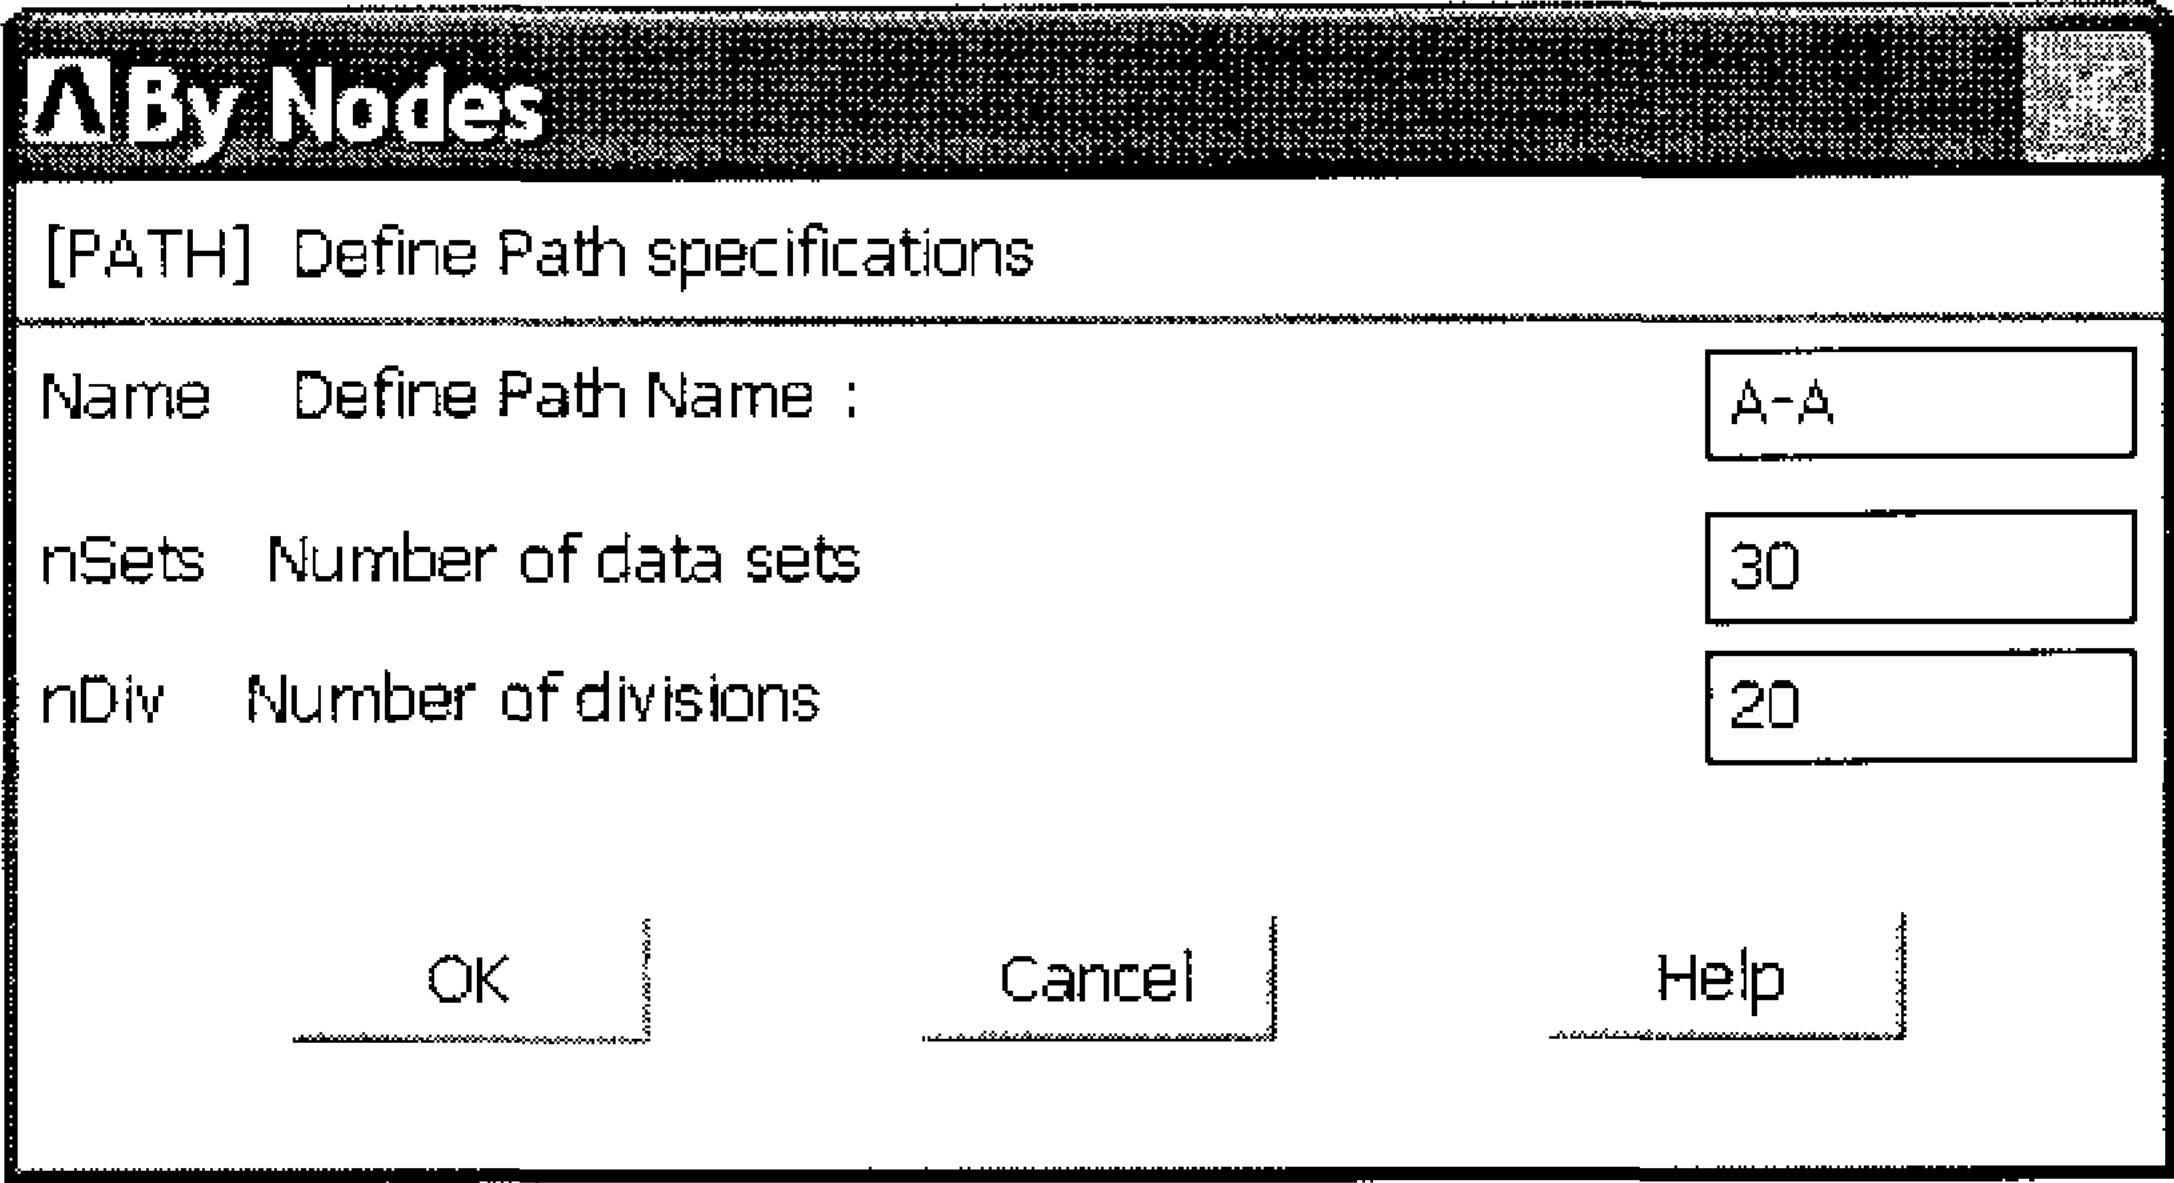 By Nodes
[PATH] Define Path specifications
Name Define Path Name : A-A
nSets Number of data sets 30
nDiv Number of divisions 20
OK Cancel Help